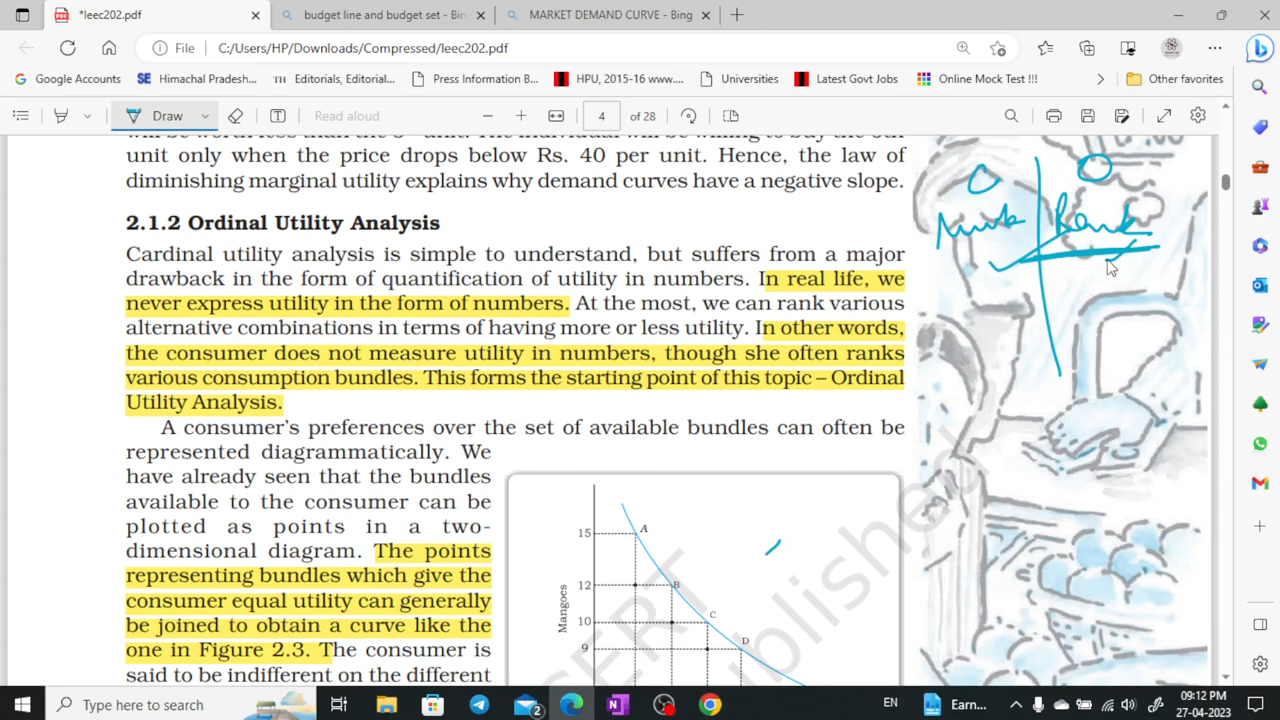 *leec202.pdf
budget line and budget set - Bin
MARKET DEMAND CURVE - Bing
File C:/Users/HP/Downloads/Compressed/leec202.pdf
Google Accounts
SE Himachal Pradesh...
TH Editorials, Editorial...
Press Information B...
HPU, 2015-16 www....
Universities
Latest Govt Jobs
Online Mock Test !!!
Other favorites
Draw
Read aloud
4 of 28
unit only when the price drops below Rs. 40 per unit. Hence, the law of
diminishing marginal utility explains why demand curves have a negative slope.
2.1.2 Ordinal Utility Analysis
Cardinal utility analysis is simple to understand, but suffers from a major
drawback in the form of quantification of utility in numbers. In real life, we
never express utility in the form of numbers. At the most, we can rank various
alternative combinations in terms of having more or less utility. In other words,
the consumer does not measure utility in numbers, though she often ranks
various consumption bundles. This forms the starting point of this topic – Ordinal
Utility Analysis.
A consumer's preferences over the set of available bundles can often be
represented diagrammatically. We
have already seen that the bundles
available to the consumer can be
plotted as points in a two-
dimensional diagram. The points
representing bundles which give the
consumer equal utility can generally
be joined to obtain a curve like the
one in Figure 2.3. The consumer is
said to be indifferent on the different
C O
Rank
15 A
12 B
10 C
9 D
Mangoes
Type here to search
2
EN
Earn...
09:12 PM
27-04-2023